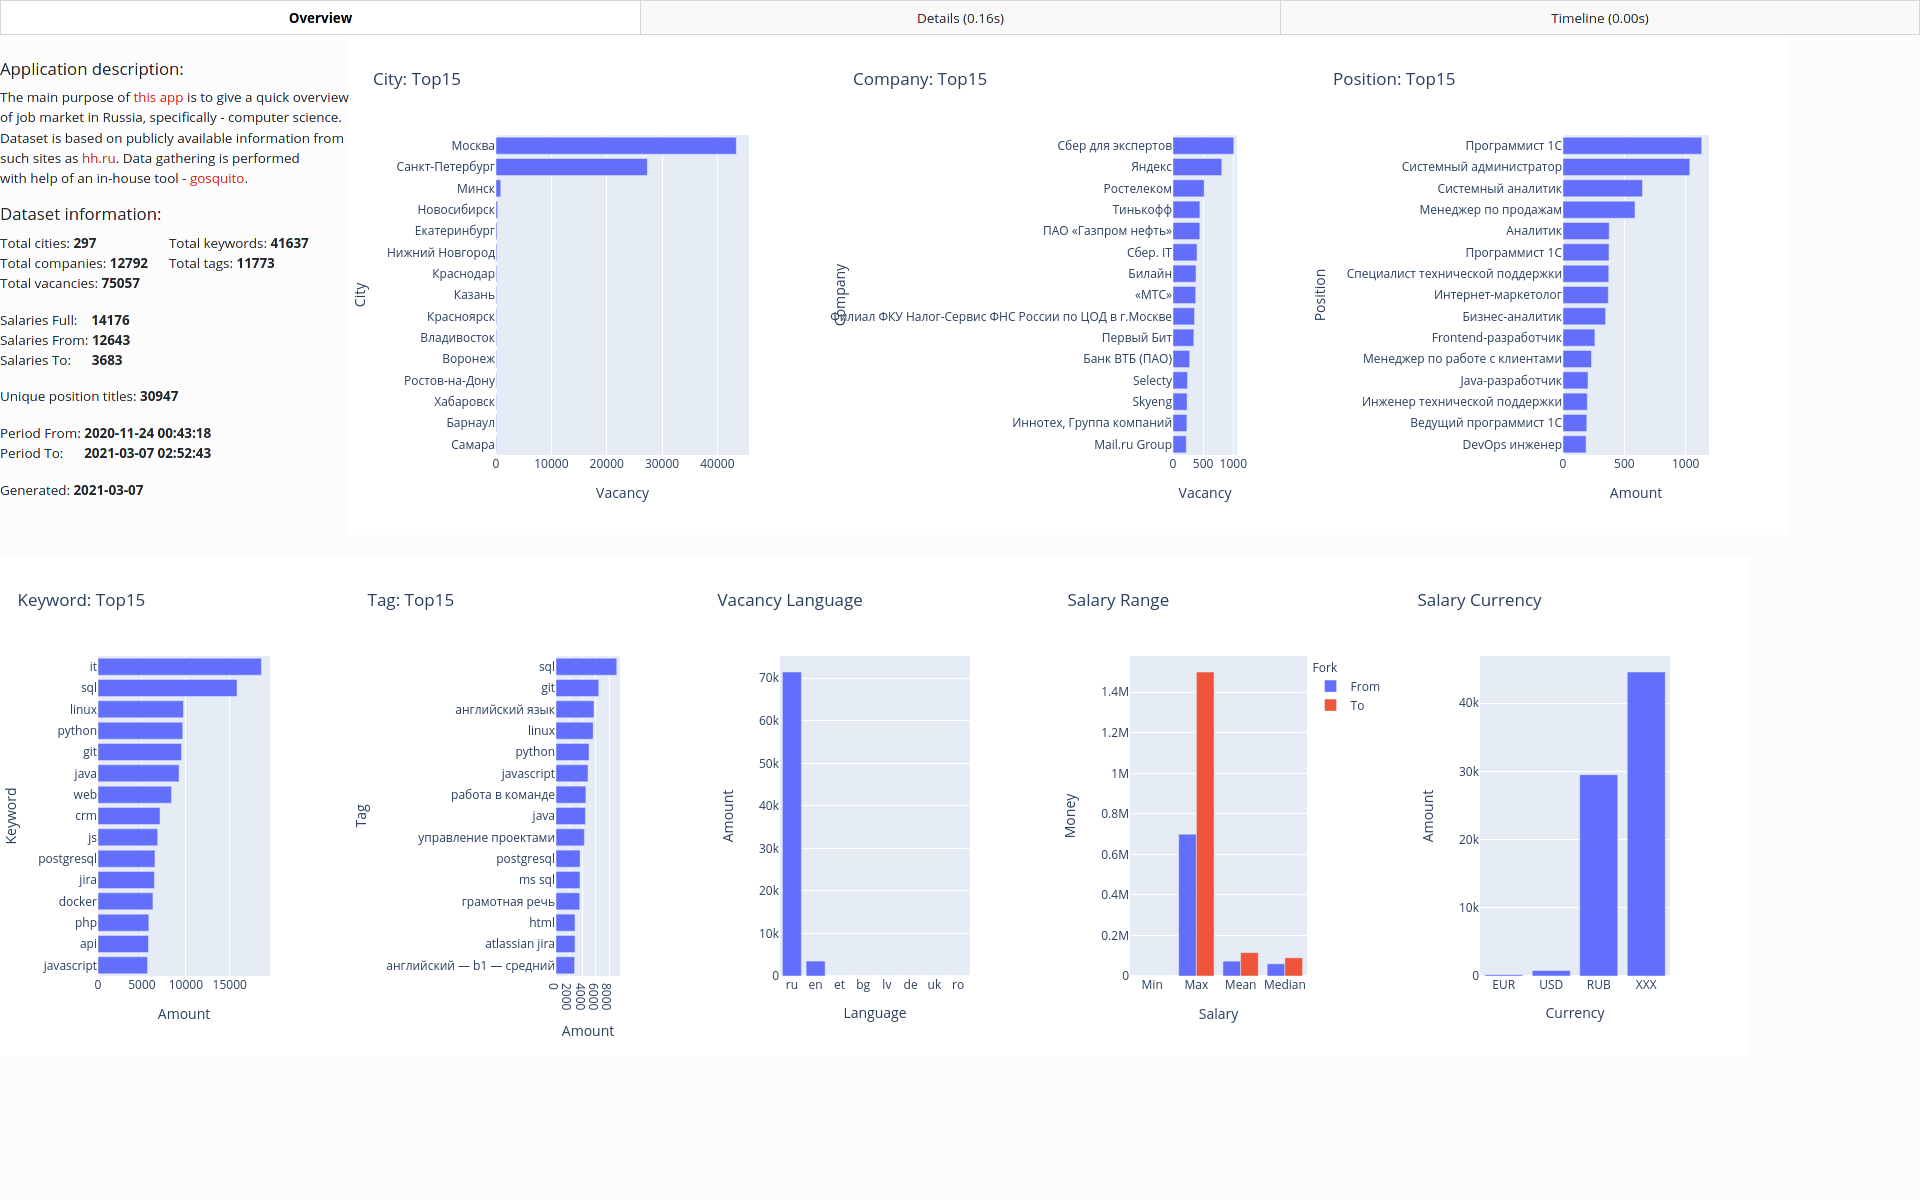 Overview
Details (0.16s)
Timeline (0.00s)
Application description:
The main purpose of this app is to give a quick overview
of job market in Russia, specifically - computer science.
Dataset is based on publicly available information from
such sites as hh.ru. Data gathering is performed
with help of an in-house tool - gosquito.
Dataset information:
Total cities: 297 Total keywords: 41637
Total companies: 12792 Total tags: 11773
Total vacancies: 75057
Salaries Full: 14176
Salaries From: 12643
Salaries To: 3683
Unique position titles: 30947
Period From: 2020-11-24 00:43:18
Period To: 2021-03-07 02:52:43
Generated: 2021-03-07
City: Top15
City
Москва
Санкт-Петербург
Минск
Новосибирск
Екатеринбург
Нижний Новгород
Краснодар
Казань
Красноярск
Владивосток
Воронеж
Ростов-на-Дону
Хабаровск
Барнаул
Самара
0 10000 20000 30000 40000
Vacancy
Company: Top15
Company
Сбер для экспертов
Яндекс
Ростелеком
Тинькофф
ПАО «Газпром нефть»
Сбер. IT
Билайн
«МТС»
Филиал ФКУ Налог-Сервис ФНС России по ЦОД в г.Москве
Первый Бит
Банк ВТБ (ПАО)
Selecty
Skyeng
Иннотех, Группа компаний
Mail.ru Group
0 500 1000
Vacancy
Position: Top15
Position
Программист 1С
Системный администратор
Системный аналитик
Менеджер по продажам
Аналитик
Программист 1C
Специалист технической поддержки
Интернет-маркетолог
Бизнес-аналитик
Frontend-разработчик
Менеджер по работе с клиентами
Java-разработчик
Инженер технической поддержки
Ведущий программист 1С
DevOps инженер
0 500 1000
Amount
Keyword: Top15
Keyword
it
sql
linux
python
git
java
web
crm
js
postgresql
jira
docker
php
api
javascript
0 5000 10000 15000
Amount
Tag: Top15
Tag
sql
git
английский язык
linux
python
javascript
работа в команде
java
управление проектами
postgresql
ms sql
грамотная речь
html
atlassian jira
английский — b1 — средний
0 2000 4000 6000 8000
Amount
Vacancy Language
Amount
70k
60k
50k
40k
30k
20k
10k
0
ru en et bg lv de uk ro
Language
Salary Range
Money
1.4M
1.2M
1M
0.8M
0.6M
0.4M
0.2M
0
Min Max Mean Median
Salary
Fork
From
To
Salary Currency
Amount
40k
30k
20k
10k
0
EUR USD RUB XXX
Currency